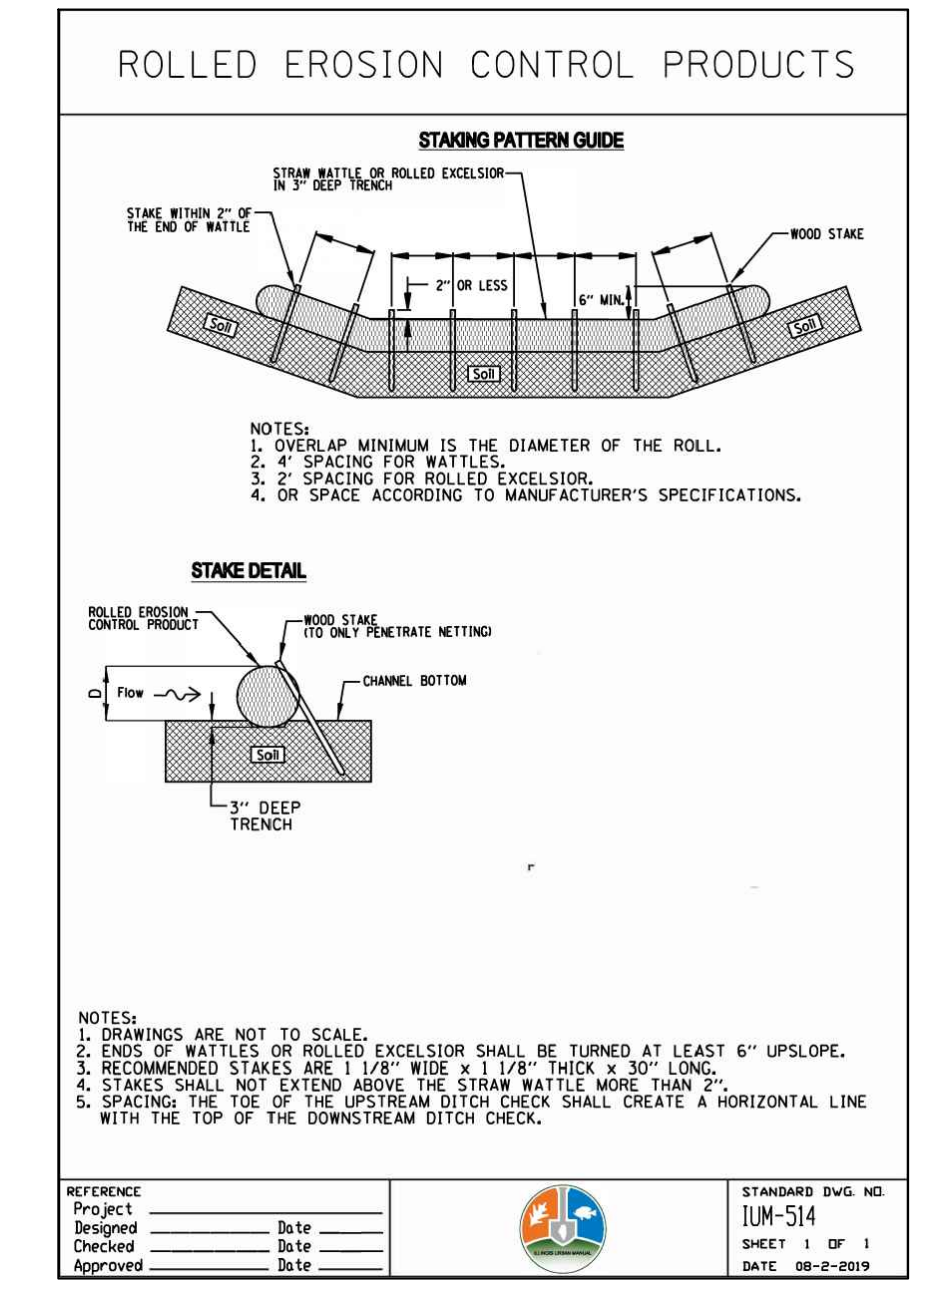 ROLLED EROSION CONTROL PRODUCTS
STAKING PATTERN GUIDE
STRAW WATTLE OR ROLLED EXCELSIOR
IN 3" DEEP TRENCH
STAKE WITHIN 2" OF
THE END OF WATTLE
WOOD STAKE
2" OR LESS
6" MIN.
Soil
Soil
Soil
NOTES:
1. OVERLAP MINIMUM IS THE DIAMETER OF THE ROLL.
2. 4' SPACING FOR WATTLES.
3. 2' SPACING FOR ROLLED EXCELSIOR.
4. OR SPACE ACCORDING TO MANUFACTURER'S SPECIFICATIONS.
STAKE DETAIL
ROLLED EROSION
CONTROL PRODUCT
WOOD STAKE
(TO ONLY PENETRATE NETTING)
D
Flow
CHANNEL BOTTOM
Soil
3" DEEP
TRENCH
NOTES:
1. DRAWINGS ARE NOT TO SCALE.
2. ENDS OF WATTLES OR ROLLED EXCELSIOR SHALL BE TURNED AT LEAST 6" UPSLOPE.
3. RECOMMENDED STAKES ARE 1 1/8" WIDE x 1 1/8" THICK x 30" LONG.
4. STAKES SHALL NOT EXTEND ABOVE THE STRAW WATTLE MORE THAN 2".
5. SPACING: THE TOE OF THE UPSTREAM DITCH CHECK SHALL CREATE A HORIZONTAL LINE
WITH THE TOP OF THE DOWNSTREAM DITCH CHECK.
REFERENCE
Project
Designed Date
Checked Date
Approved Date
ILLINOIS URBAN MANUAL
STANDARD DWG. NO.
IUM-514
SHEET 1 OF 1
DATE 08-2-2019